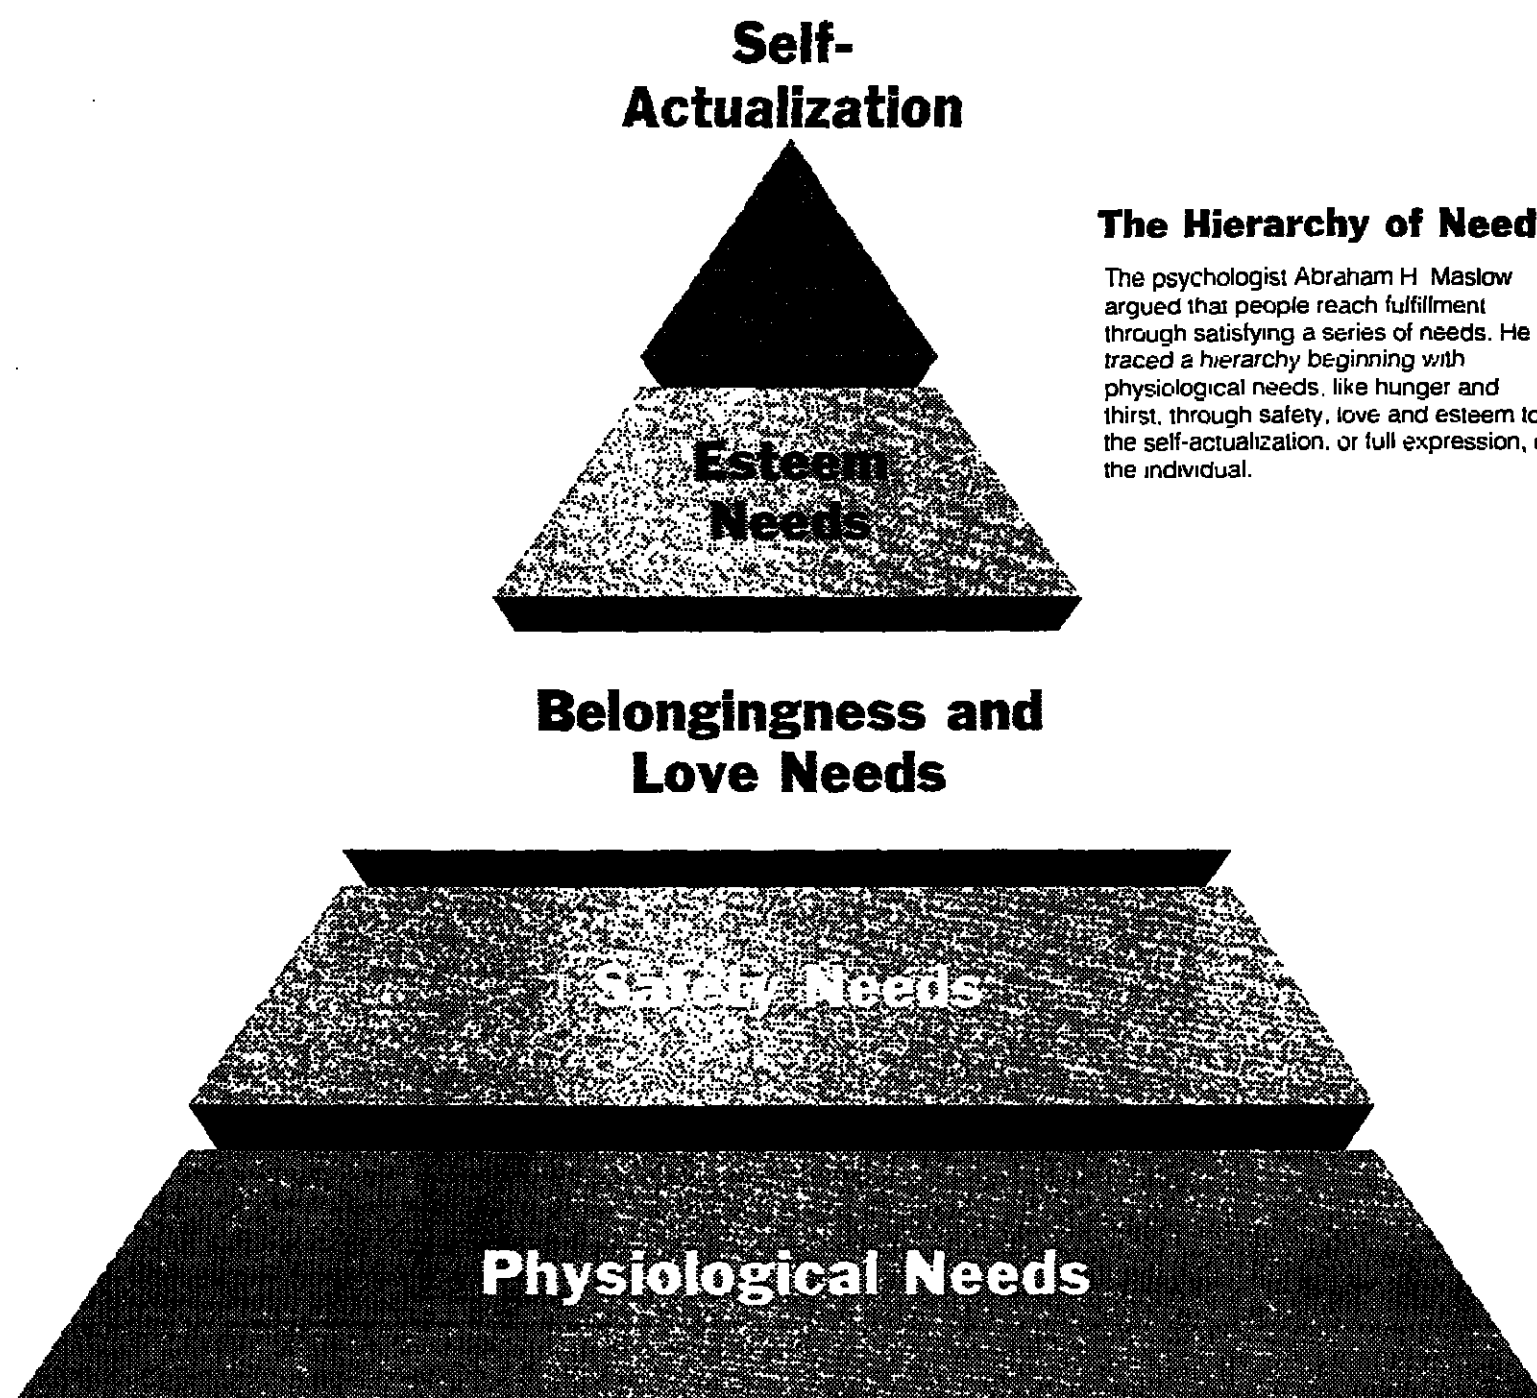 Self-
Actualization
The Hierarchy of Need
The psychologist Abraham H Maslow
argued that people reach fulfillment
through satisfying a series of needs. He
traced a hierarchy beginning with
physiological needs, like hunger and
thirst, through safety, love and esteem to
the self-actualization, or full expression,
the individual.
Esteem
Needs
Belongingness and
Love Needs
Safety Needs
Physiological Needs